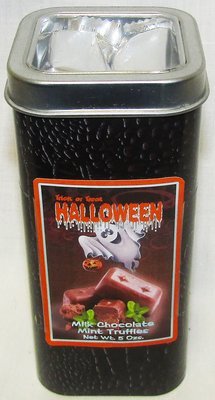 Trick or Treat
HALLOWEEN
Milk Chocolate
Mint Truffles
Net Wt. 5 Ozs.